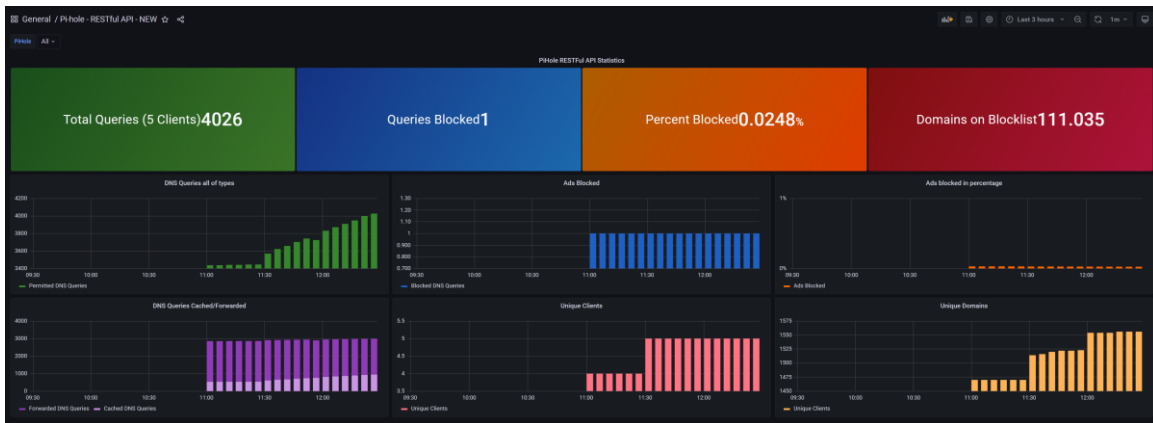 General / Pi-hole - RESTful API - NEW
Last 3 hours
1m
PiHole All
PiHole RESTFul API Statistics
Total Queries (5 Clients)4026
Queries Blocked1
Percent Blocked0.0248%
Domains on Blocklist111.035
DNS Queries all of types
4200
4000
3800
3600
3400
09:30 10:00 10:30 11:00 11:30 12:00
Permitted DNS Queries
Ads Blocked
1.30
1.20
1.10
1
0.900
0.800
0.700
09:30 10:00 10:30 11:00 11:30 12:00
Blocked DNS Queries
Ads blocked in percentage
1%
0%
09:30 10:00 10:30 11:00 11:30 12:00
Ads Blocked
DNS Queries Cached/Forwarded
4000
3000
2000
1000
0
09:30 10:00 10:30 11:00 11:30 12:00
Forwarded DNS Queries Cached DNS Queries
Unique Clients
5.5
5
4.5
4
3.5
09:30 10:00 10:30 11:00 11:30 12:00
Unique Clients
Unique Domains
1575
1550
1525
1500
1475
1450
09:30 10:00 10:30 11:00 11:30 12:00
Unique Clients